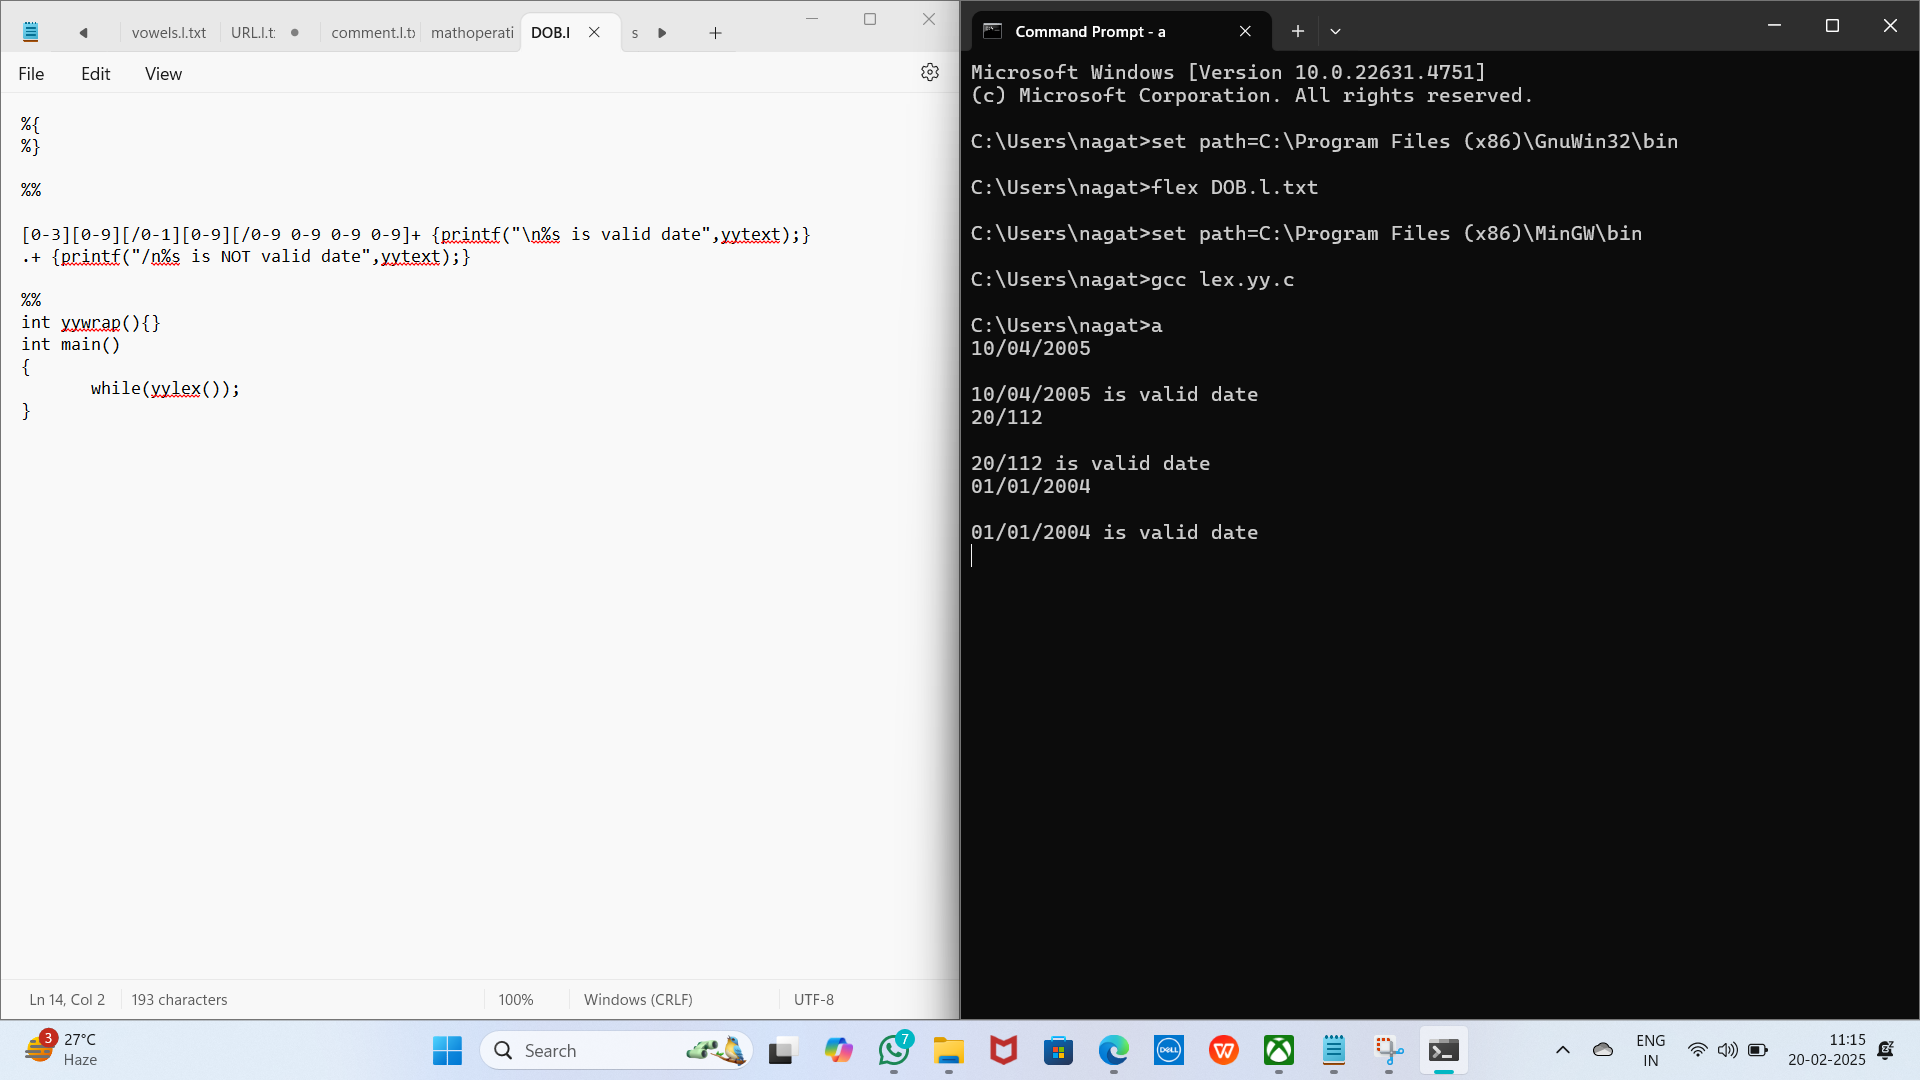 vowels.l.txt
URL.l.t
comment.l.tx
mathoperati
DOB.l
s
File Edit View
%{
%}
%%
[0-3][0-9][/0-1][0-9][/0-9 0-9 0-9 0-9]+ {printf("\n%s is valid date",yytext);}
.+ {printf("/n%s is NOT valid date",yytext);}
%%
int yywrap(){}
int main()
{
while(yylex());
}
Ln 14, Col 2 193 characters 100% Windows (CRLF) UTF-8
Command Prompt - a
Microsoft Windows [Version 10.0.22631.4751]
(c) Microsoft Corporation. All rights reserved.
C:\Users\nagat>set path=C:\Program Files (x86)\GnuWin32\bin
C:\Users\nagat>flex DOB.l.txt
C:\Users\nagat>set path=C:\Program Files (x86)\MinGW\bin
C:\Users\nagat>gcc lex.yy.c
C:\Users\nagat>a
10/04/2005
10/04/2005 is valid date
20/112
20/112 is valid date
01/01/2004
01/01/2004 is valid date
3
27°C
Haze
Search
7
DELL
W
ENG
IN
11:15
20-02-2025